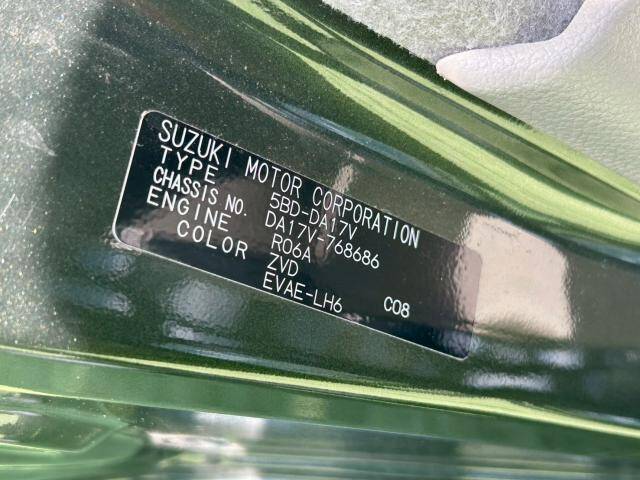 SUZUKI MOTOR CORPORATION
TYPE 5BD-DA17V
CHASSIS NO. DA17V-768686
ENGINE R06A
COLOR ZVD
EVAE-LH6 C08